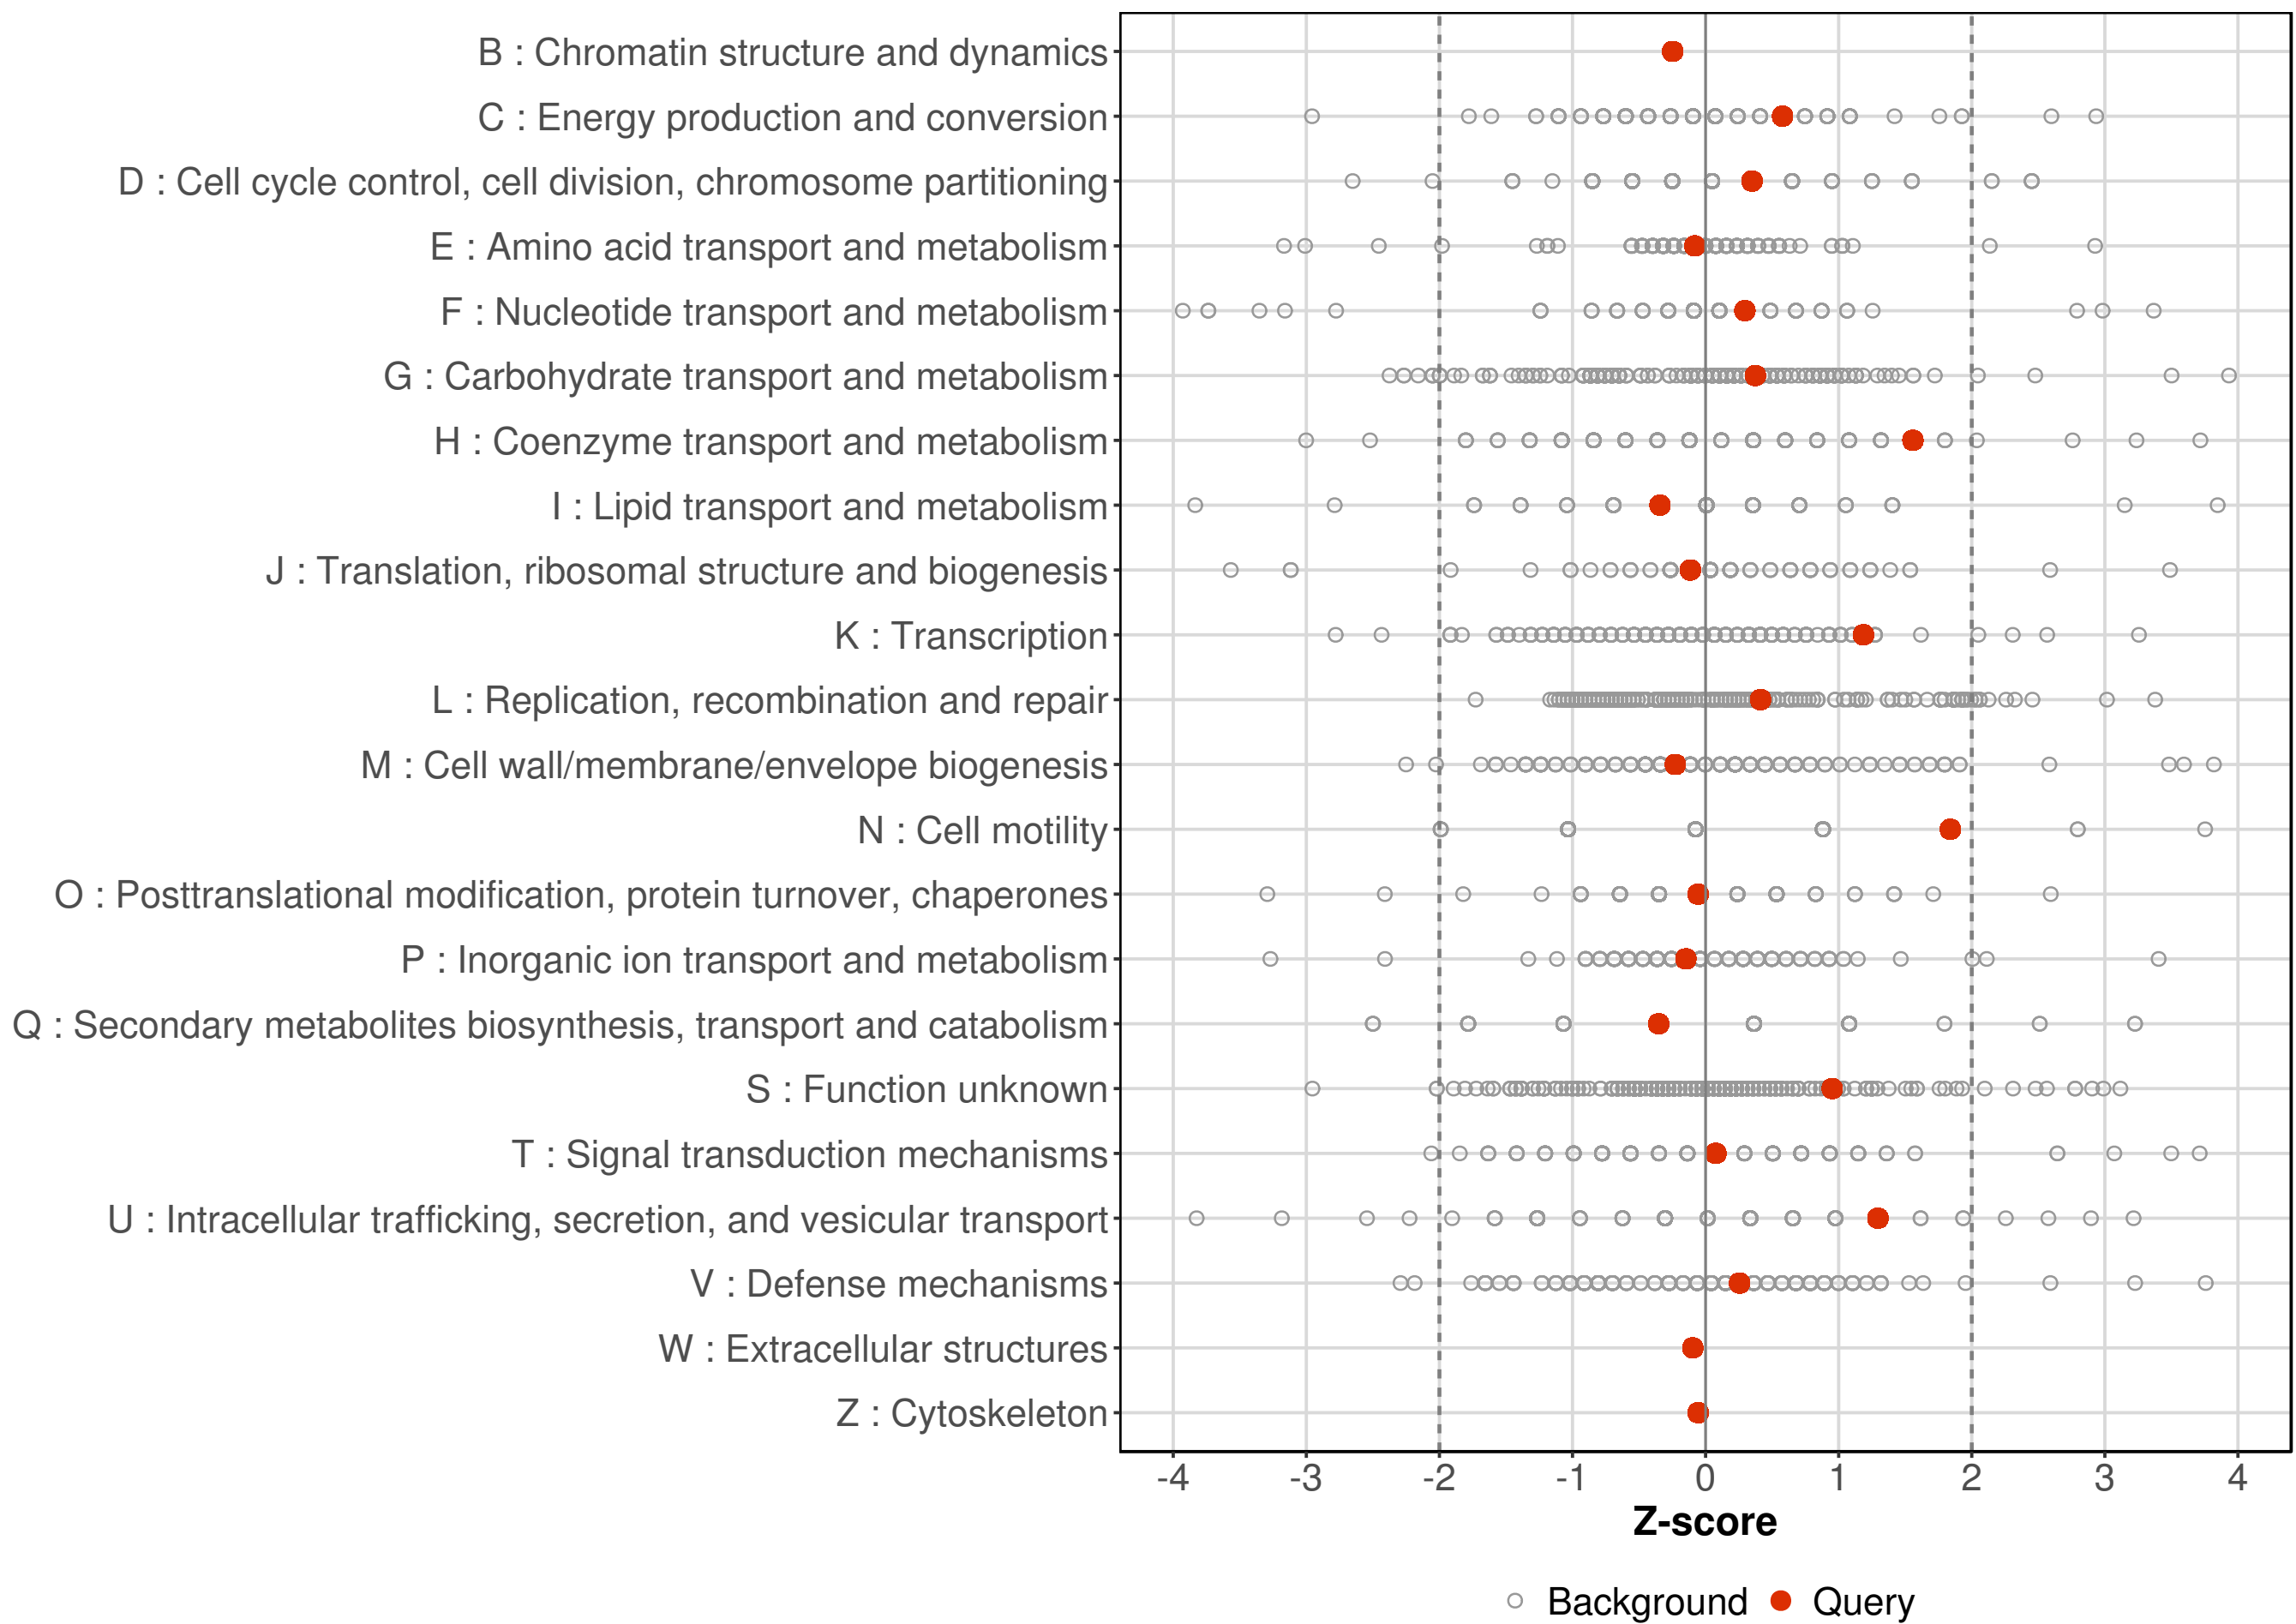 B : Chromatin structure and dynamics
C : Energy production and conversion
D : Cell cycle control, cell division, chromosome partitioning
E : Amino acid transport and metabolism
F : Nucleotide transport and metabolism
G : Carbohydrate transport and metabolism
H : Coenzyme transport and metabolism
I : Lipid transport and metabolism
J : Translation, ribosomal structure and biogenesis
K : Transcription
L : Replication, recombination and repair
M : Cell wall/membrane/envelope biogenesis
N : Cell motility
O : Posttranslational modification, protein turnover, chaperones
P : Inorganic ion transport and metabolism
Q : Secondary metabolites biosynthesis, transport and catabolism
S : Function unknown
T : Signal transduction mechanisms
U : Intracellular trafficking, secretion, and vesicular transport
V : Defense mechanisms
W : Extracellular structures
Z : Cytoskeleton
-4 -3 -2 -1 0 1 2 3 4
Z-score
Background Query